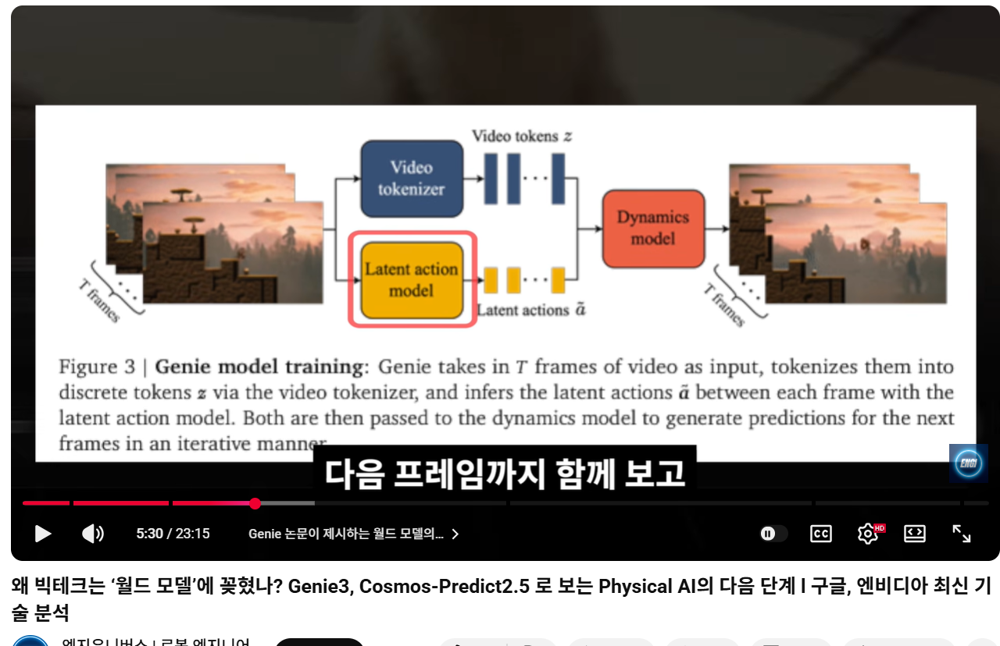 Video tokens z
Video
tokenizer
Dynamics
model
Latent action
model
Latent actions ã
T frames
T frames
Figure 3 | Genie model training: Genie takes in T frames of video as input, tokenizes them into
discrete tokens z via the video tokenizer, and infers the latent actions ã between each frame with the
latent action model. Both are then passed to the dynamics model to generate predictions for the next
frames in an iterative manner
다음 프레임까지 함께 보고
ENGI
5:30 / 23:15
Genie 논문이 제시하는 월드 모델의...
CC
HD
왜 빅테크는 ‘월드 모델’에 꽂혔나? Genie3, Cosmos-Predict2.5 로 보는 Physical AI의 다음 단계 l 구글, 엔비디아 최신 기
술 분석